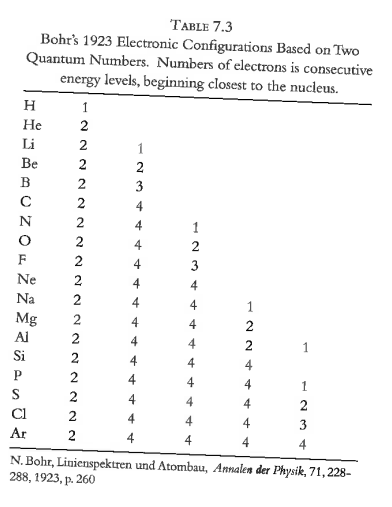 TABLE 7.3
Bohr's 1923 Electronic Configurations Based on Two
Quantum Numbers. Numbers of electrons is consecutive
energy levels, beginning closest to the nucleus.
H 1
He 2
Li 2 1
Be 2 2
B 2 3
C 2 4
N 2 4 1
O 2 4 2
F 2 4 3
Ne 2 4 4
Na 2 4 4 1
Mg 2 4 4 2
Al 2 4 4 2 1
Si 2 4 4 4
P 2 4 4 4 1
S 2 4 4 4 2
Cl 2 4 4 4 3
Ar 2 4 4 4 4
N. Bohr, Linienspektren und Atombau, Annalen der Physik, 71, 228–
288, 1923, p. 260